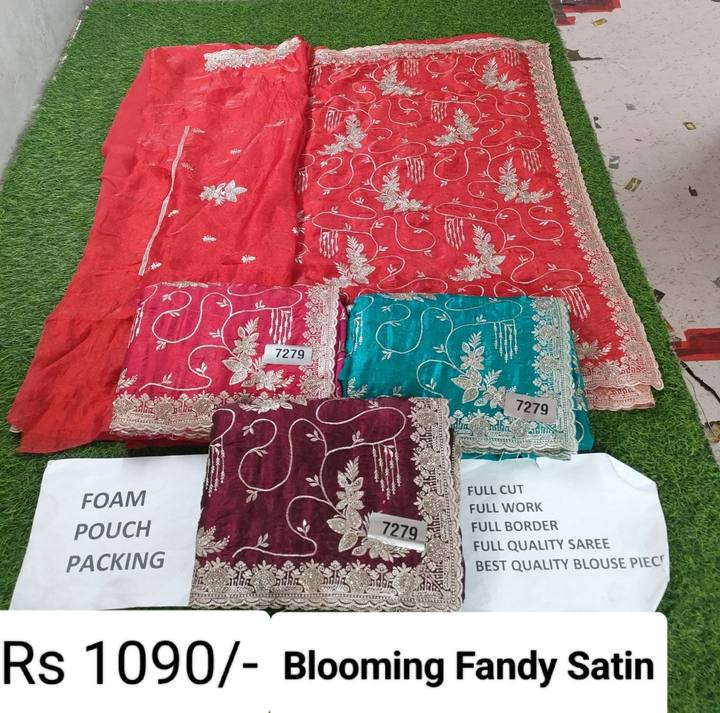 7279
7279
7279
FOAM
POUCH
PACKING
FULL CUT
FULL WORK
FULL BORDER
FULL QUALITY SAREE
BEST QUALITY BLOUSE PIEC
Rs 1090/-
Blooming Fandy Satin